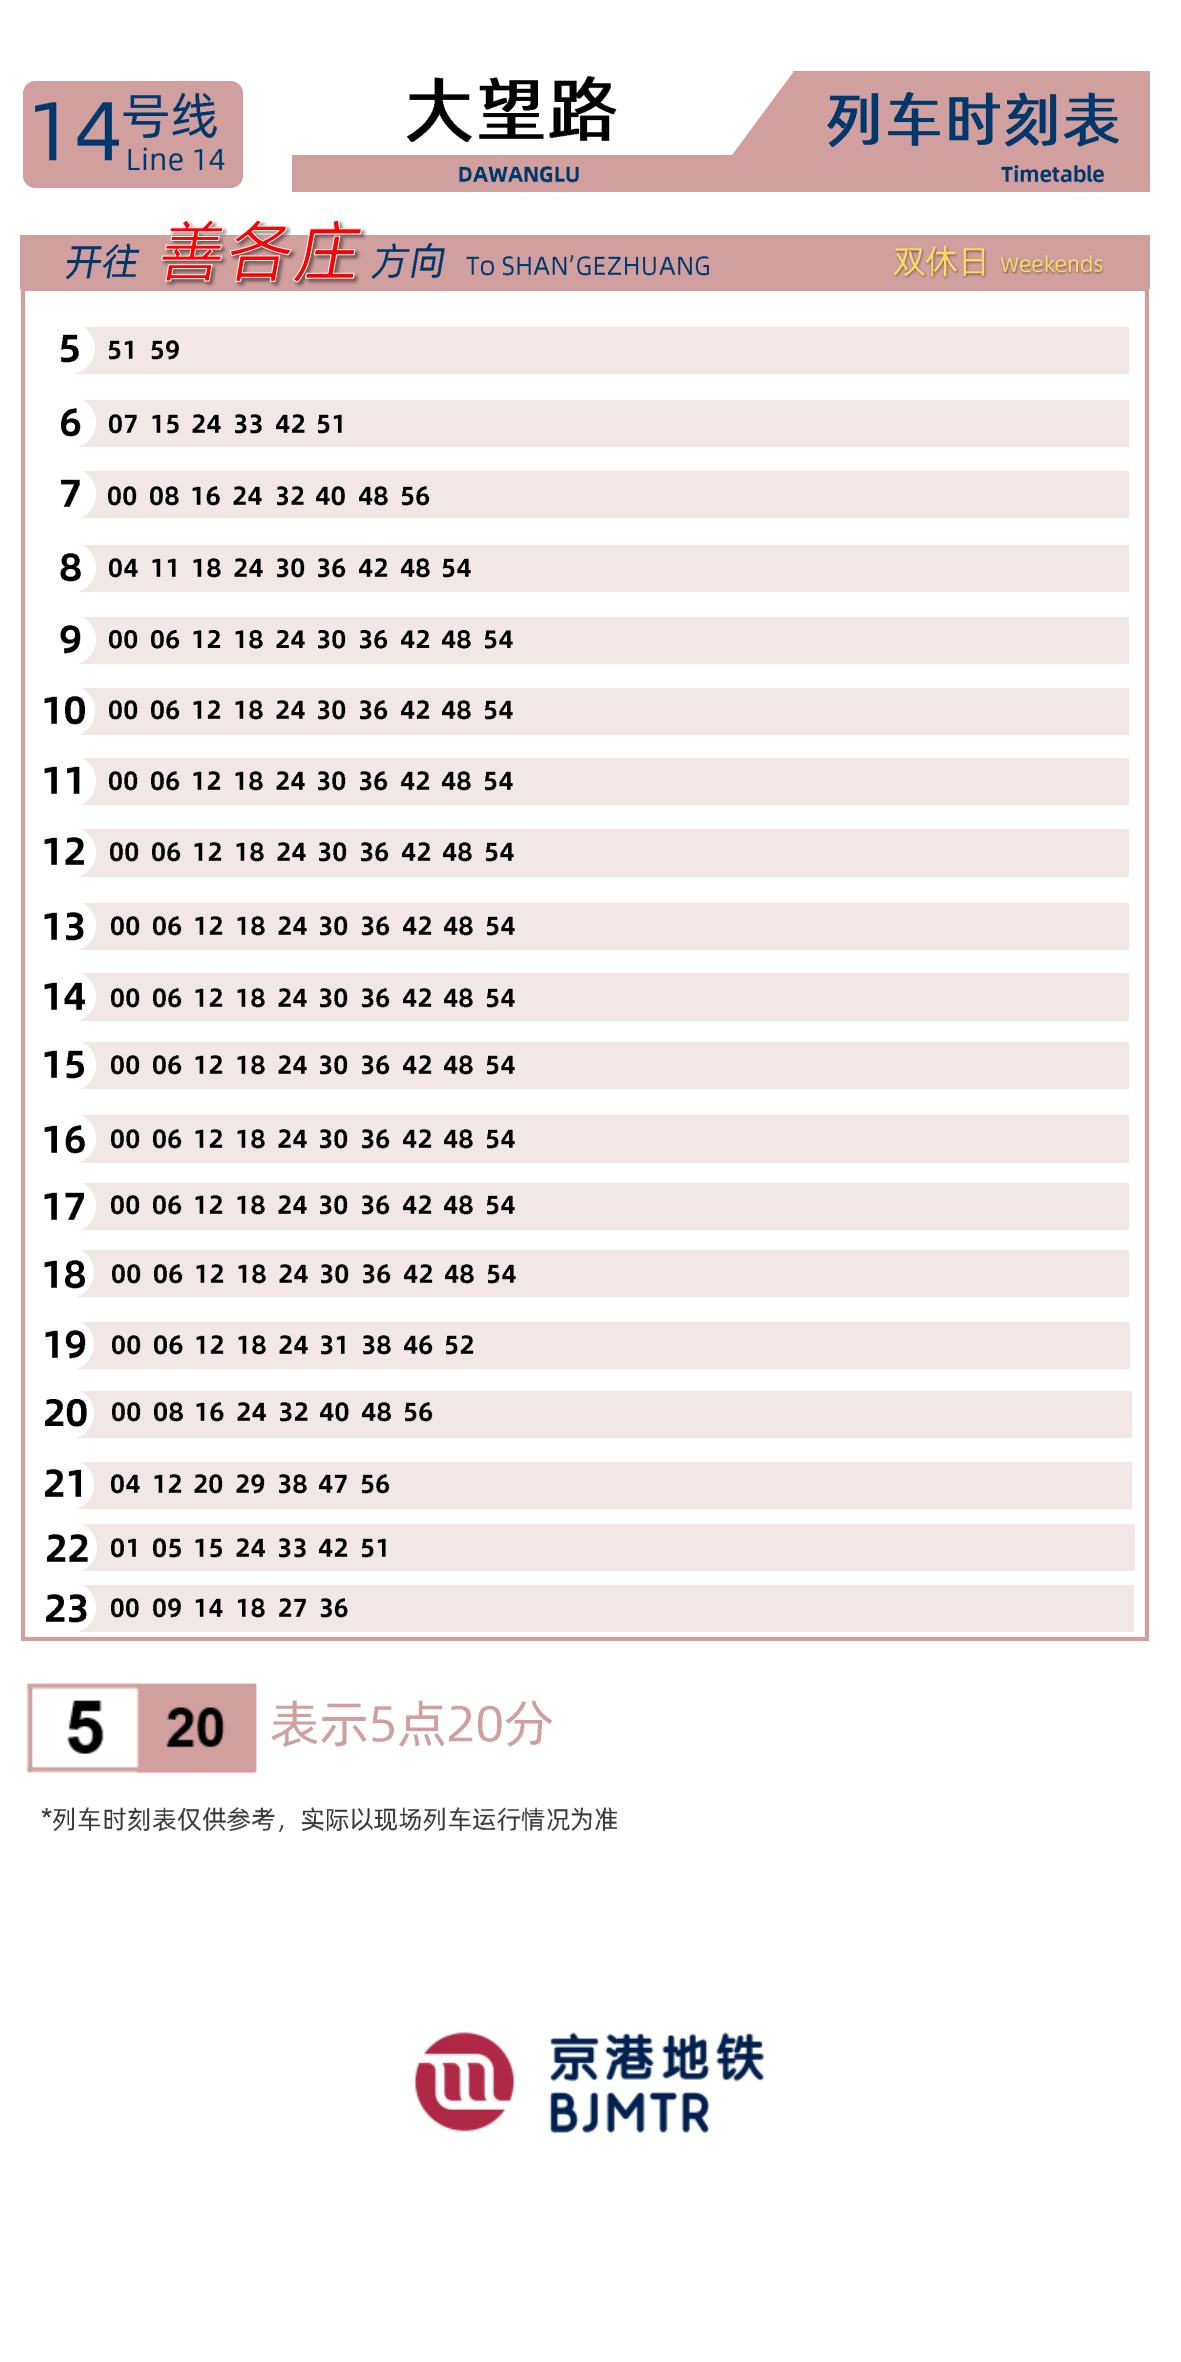 14号线
Line 14
大望路
DAWANGLU
列车时刻表
Timetable
开往 善各庄 方向 To SHAN'GEZHUANG 双休日 Weekends
5 51 59
6 07 15 24 33 42 51
7 00 08 16 24 32 40 48 56
8 04 11 18 24 30 36 42 48 54
9 00 06 12 18 24 30 36 42 48 54
10 00 06 12 18 24 30 36 42 48 54
11 00 06 12 18 24 30 36 42 48 54
12 00 06 12 18 24 30 36 42 48 54
13 00 06 12 18 24 30 36 42 48 54
14 00 06 12 18 24 30 36 42 48 54
15 00 06 12 18 24 30 36 42 48 54
16 00 06 12 18 24 30 36 42 48 54
17 00 06 12 18 24 30 36 42 48 54
18 00 06 12 18 24 30 36 42 48 54
19 00 06 12 18 24 31 38 46 52
20 00 08 16 24 32 40 48 56
21 04 12 20 29 38 47 56
22 01 05 15 24 33 42 51
23 00 09 14 18 27 36
5 20 表示5点20分
*列车时刻表仅供参考，实际以现场列车运行情况为准
京港地铁
BJMTR